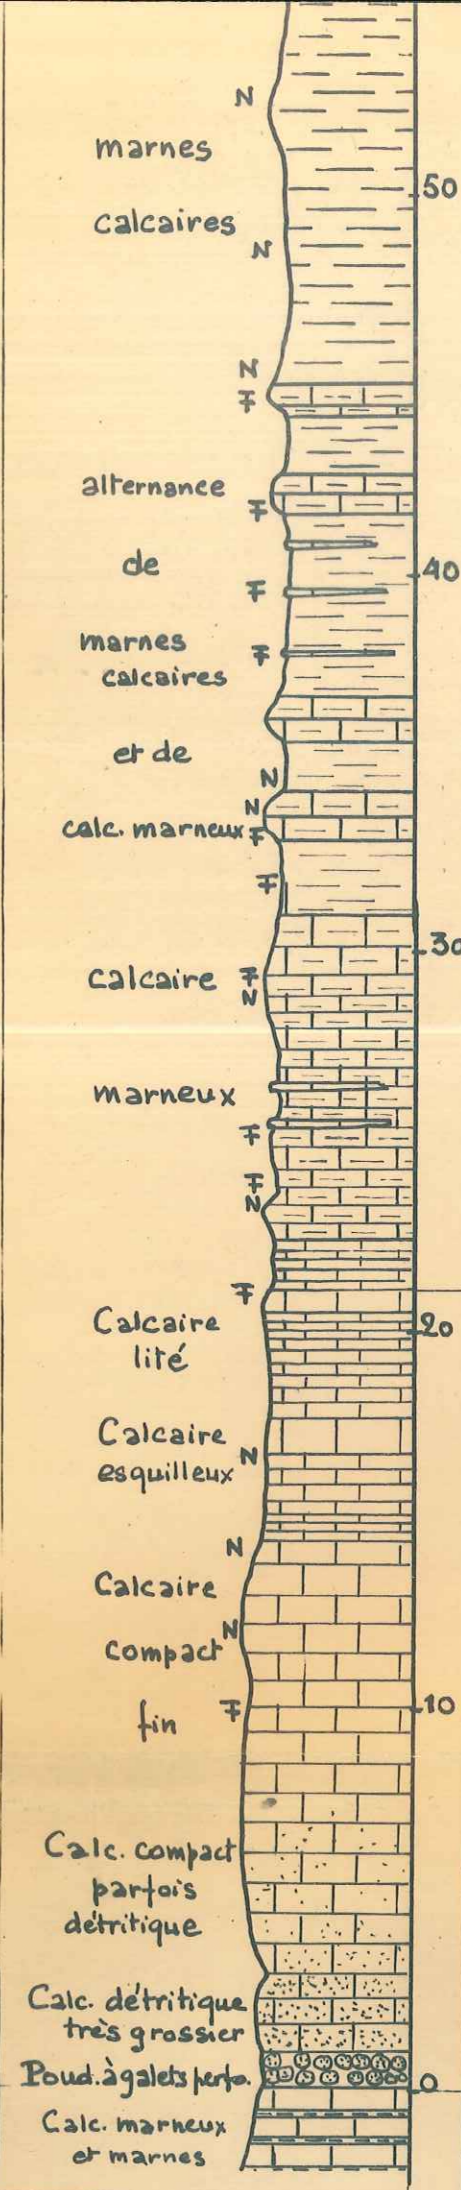 N
marnes
50
calcaires
N
N
F
alternance
F
de
40
F
marnes
F
calcaires
et de
N
N
calc. marneux F
F
30
calcaire F
N
marneux
F
F
N
F
Calcaire
20
lité
Calcaire
N
esquilleux
N
Calcaire
N
compact
F
10
fin
Calc. compact
parfois
détritique
Calc. détritique
très grossier
Poud. à galets perfo.
0
Calc. marneux
et marnes